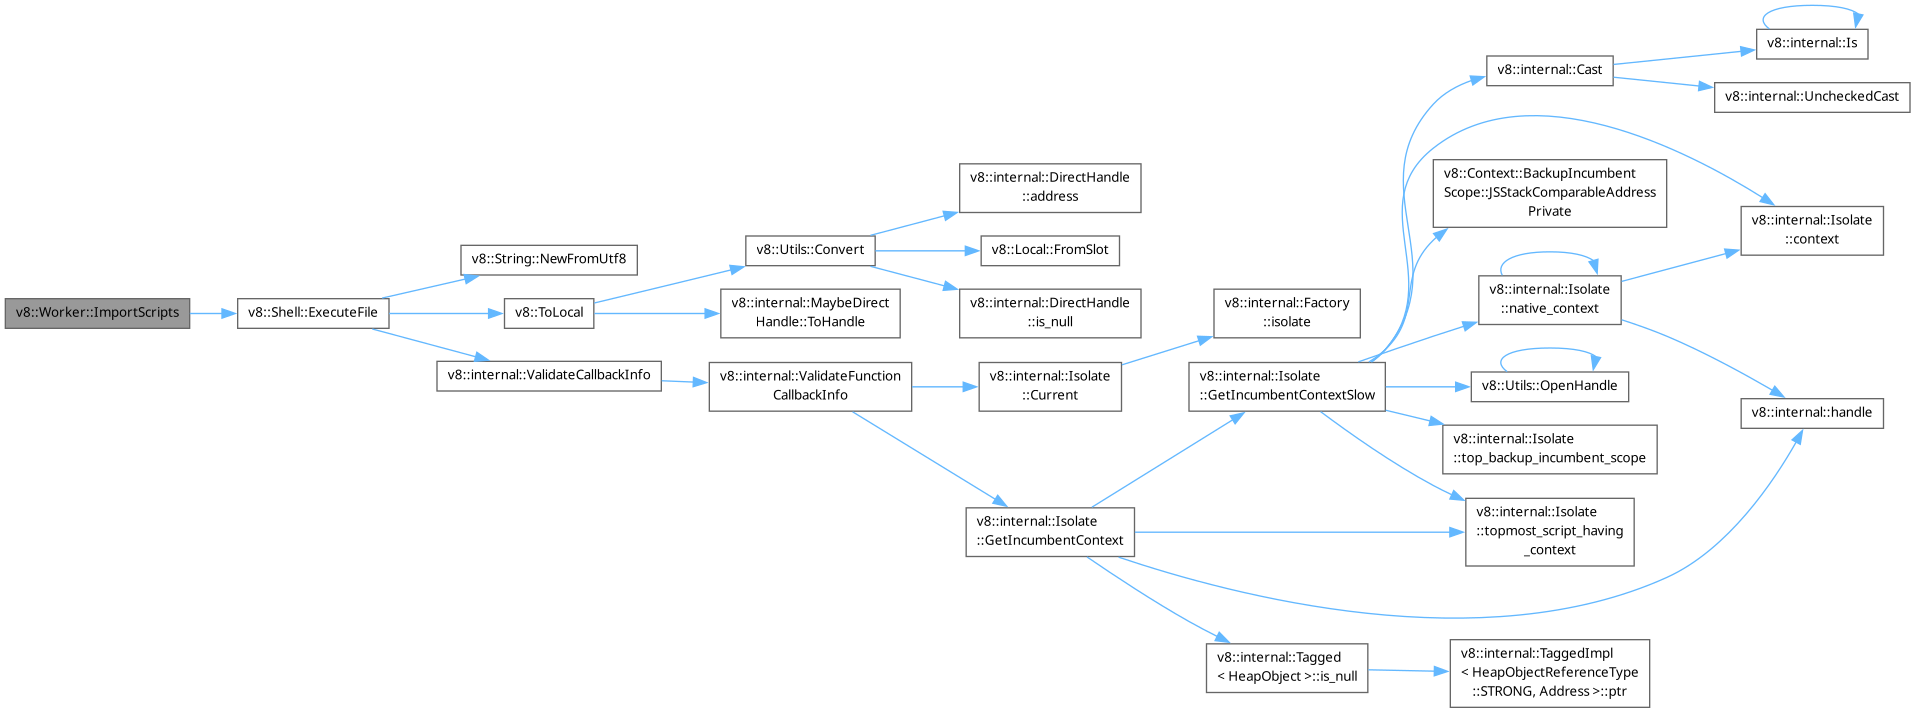 v8::Worker::ImportScripts
v8::Shell::ExecuteFile
v8::String::NewFromUtf8
v8::ToLocal
v8::internal::ValidateCallbackInfo
v8::Utils::Convert
v8::internal::MaybeDirect
Handle::ToHandle
v8::internal::ValidateFunction
CallbackInfo
v8::internal::DirectHandle
::address
v8::Local::FromSlot
v8::internal::DirectHandle
::is_null
v8::internal::Isolate
::Current
v8::internal::Isolate
::GetIncumbentContext
v8::internal::Factory
::isolate
v8::internal::Isolate
::GetIncumbentContextSlow
v8::internal::Tagged
< HeapObject >::is_null
v8::internal::Cast
v8::Context::BackupIncumbent
Scope::JSStackComparableAddress
Private
v8::internal::Isolate
::native_context
v8::Utils::OpenHandle
v8::internal::Isolate
::top_backup_incumbent_scope
v8::internal::Isolate
::topmost_script_having
_context
v8::internal::TaggedImpl
< HeapObjectReferenceType
::STRONG, Address >::ptr
v8::internal::Is
v8::internal::UncheckedCast
v8::internal::Isolate
::context
v8::internal::handle